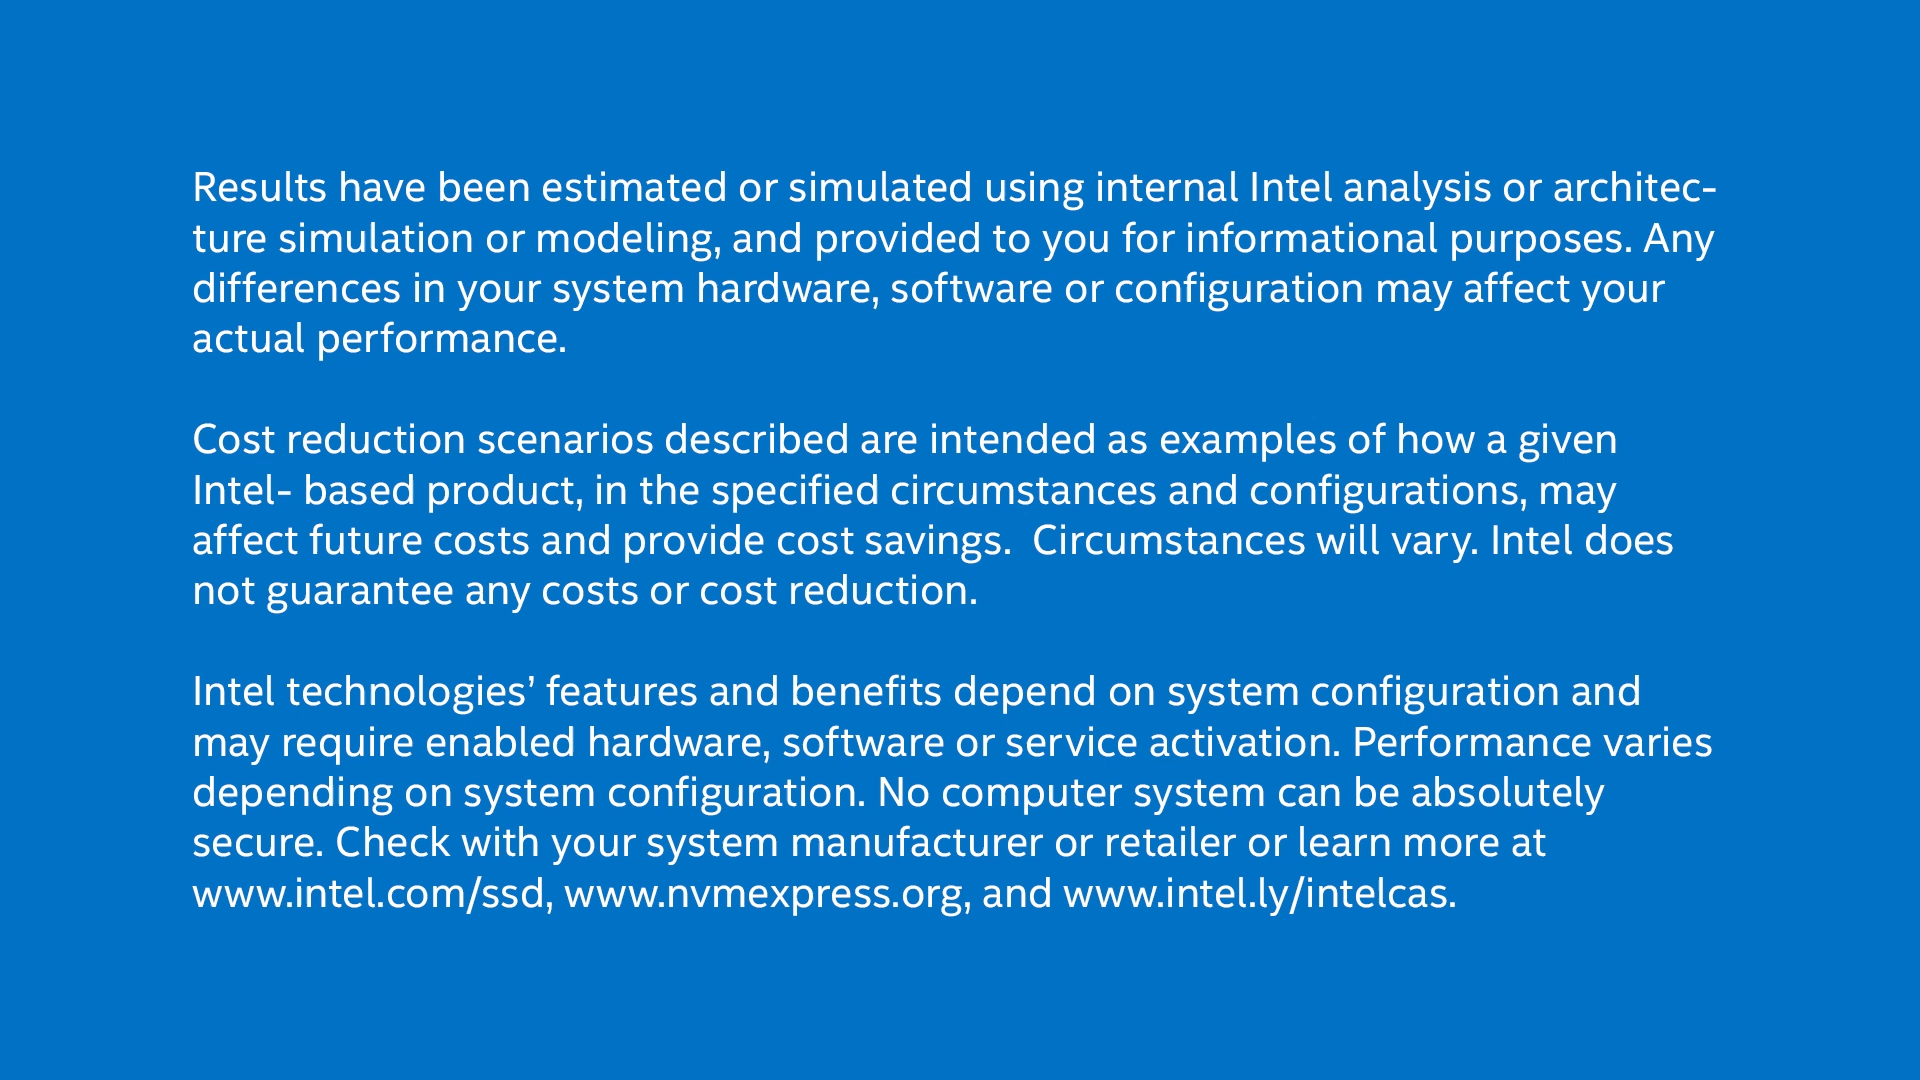 Results have been estimated or simulated using internal Intel analysis or architec-
ture simulation or modeling, and provided to you for informational purposes. Any
differences in your system hardware, software or configuration may affect your
actual performance.
Cost reduction scenarios described are intended as examples of how a given
Intel- based product, in the specified circumstances and configurations, may
affect future costs and provide cost savings.  Circumstances will vary. Intel does
not guarantee any costs or cost reduction.
Intel technologies’ features and benefits depend on system configuration and
may require enabled hardware, software or service activation. Performance varies
depending on system configuration. No computer system can be absolutely
secure. Check with your system manufacturer or retailer or learn more at
www.intel.com/ssd, www.nvmexpress.org, and www.intel.ly/intelcas.